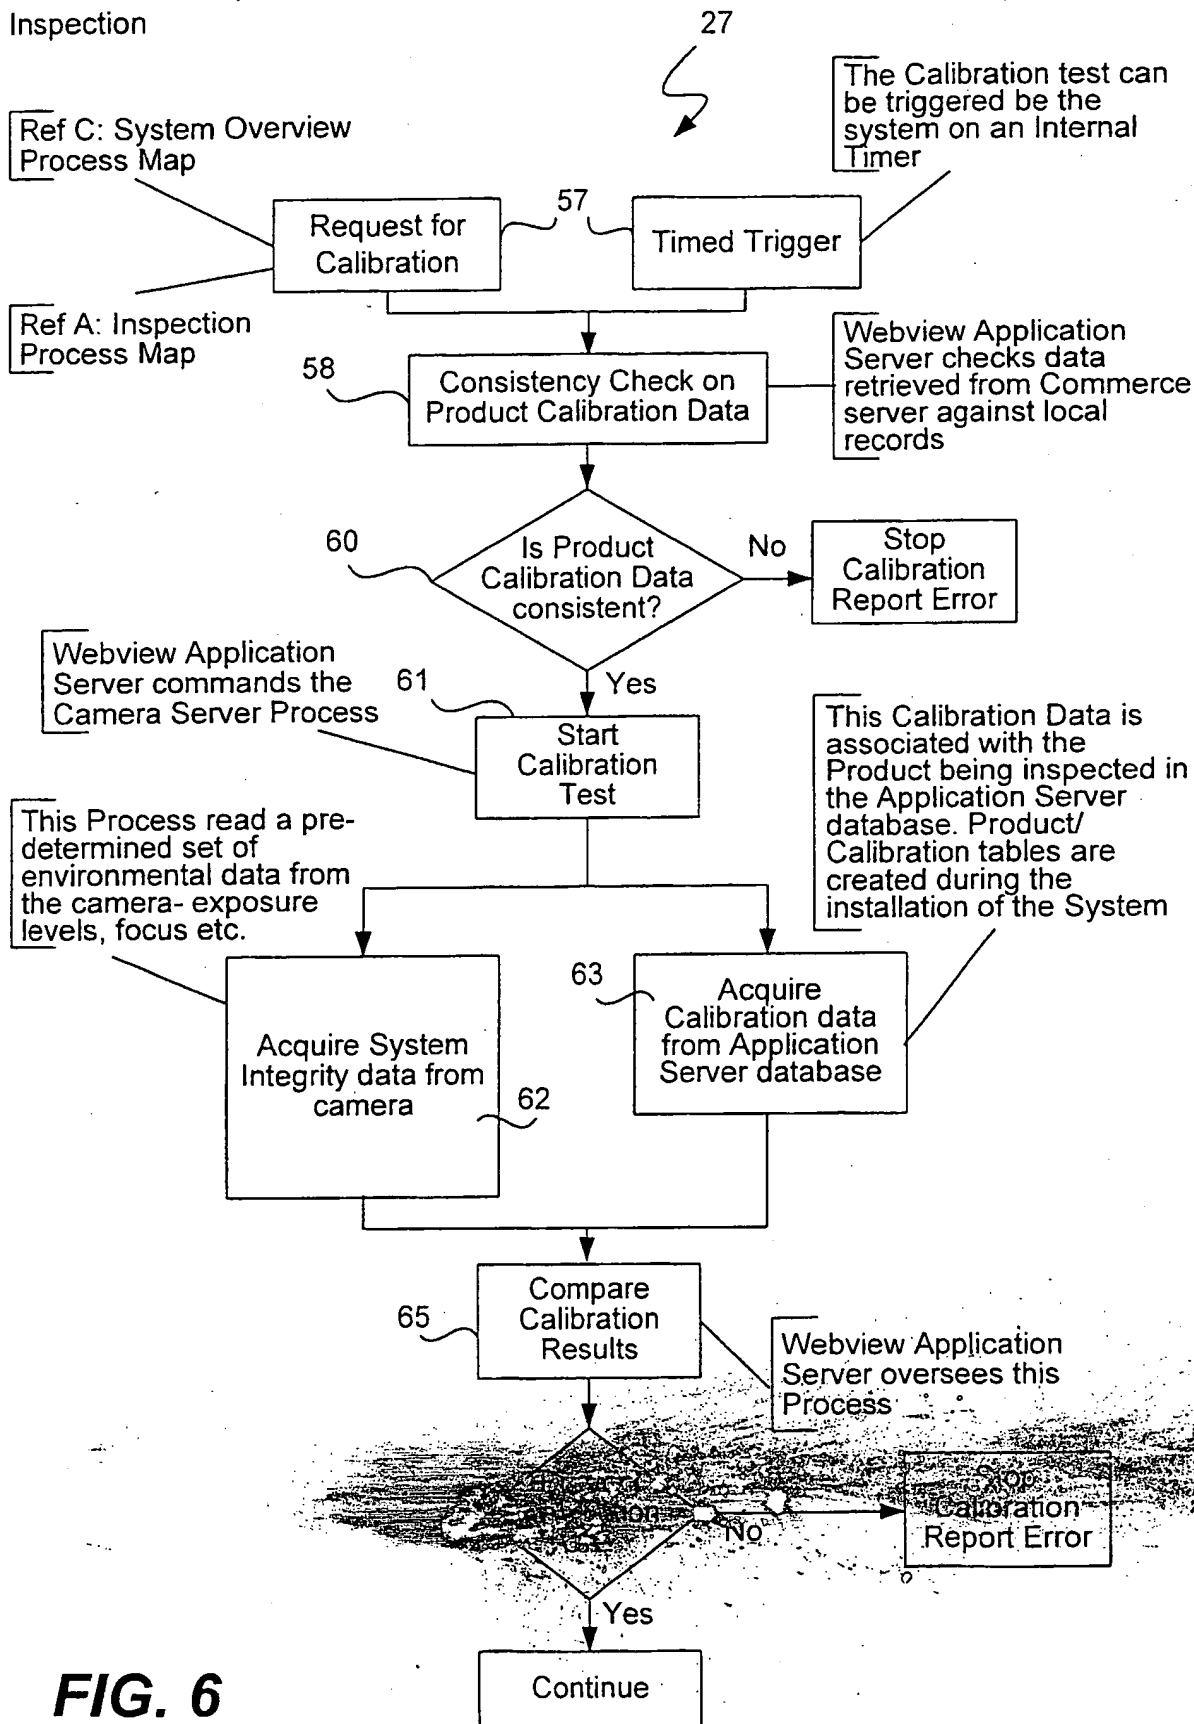 Inspection
27
The Calibration test can
be triggered be the
system on an Internal
Timer
Ref C: System Overview
Process Map
57
Request for
Calibration
Timed Trigger
Ref A: Inspection
Process Map
Webview Application
Server checks data
retrieved from Commerce
server against local
records
58
Consistency Check on
Product Calibration Data
60
Is Product
Calibration Data
consistent?
No
Stop
Calibration
Report Error
Yes
Webview Application
Server commands the
Camera Server Process
61
Start
Calibration
Test
This Calibration Data is
associated with the
Product being inspected in
the Application Server
database. Product/
Calibration tables are
created during the
installation of the System
This Process read a pre-
determined set of
environmental data from
the camera- exposure
levels, focus etc.
63
Acquire
Calibration data
from Application
Server database
Acquire System
Integrity data from
camera
62
65
Compare
Calibration
Results
Webview Application
Server oversees this
Process
No
Stop
Calibration
Report Error
Yes
Continue
FIG. 6